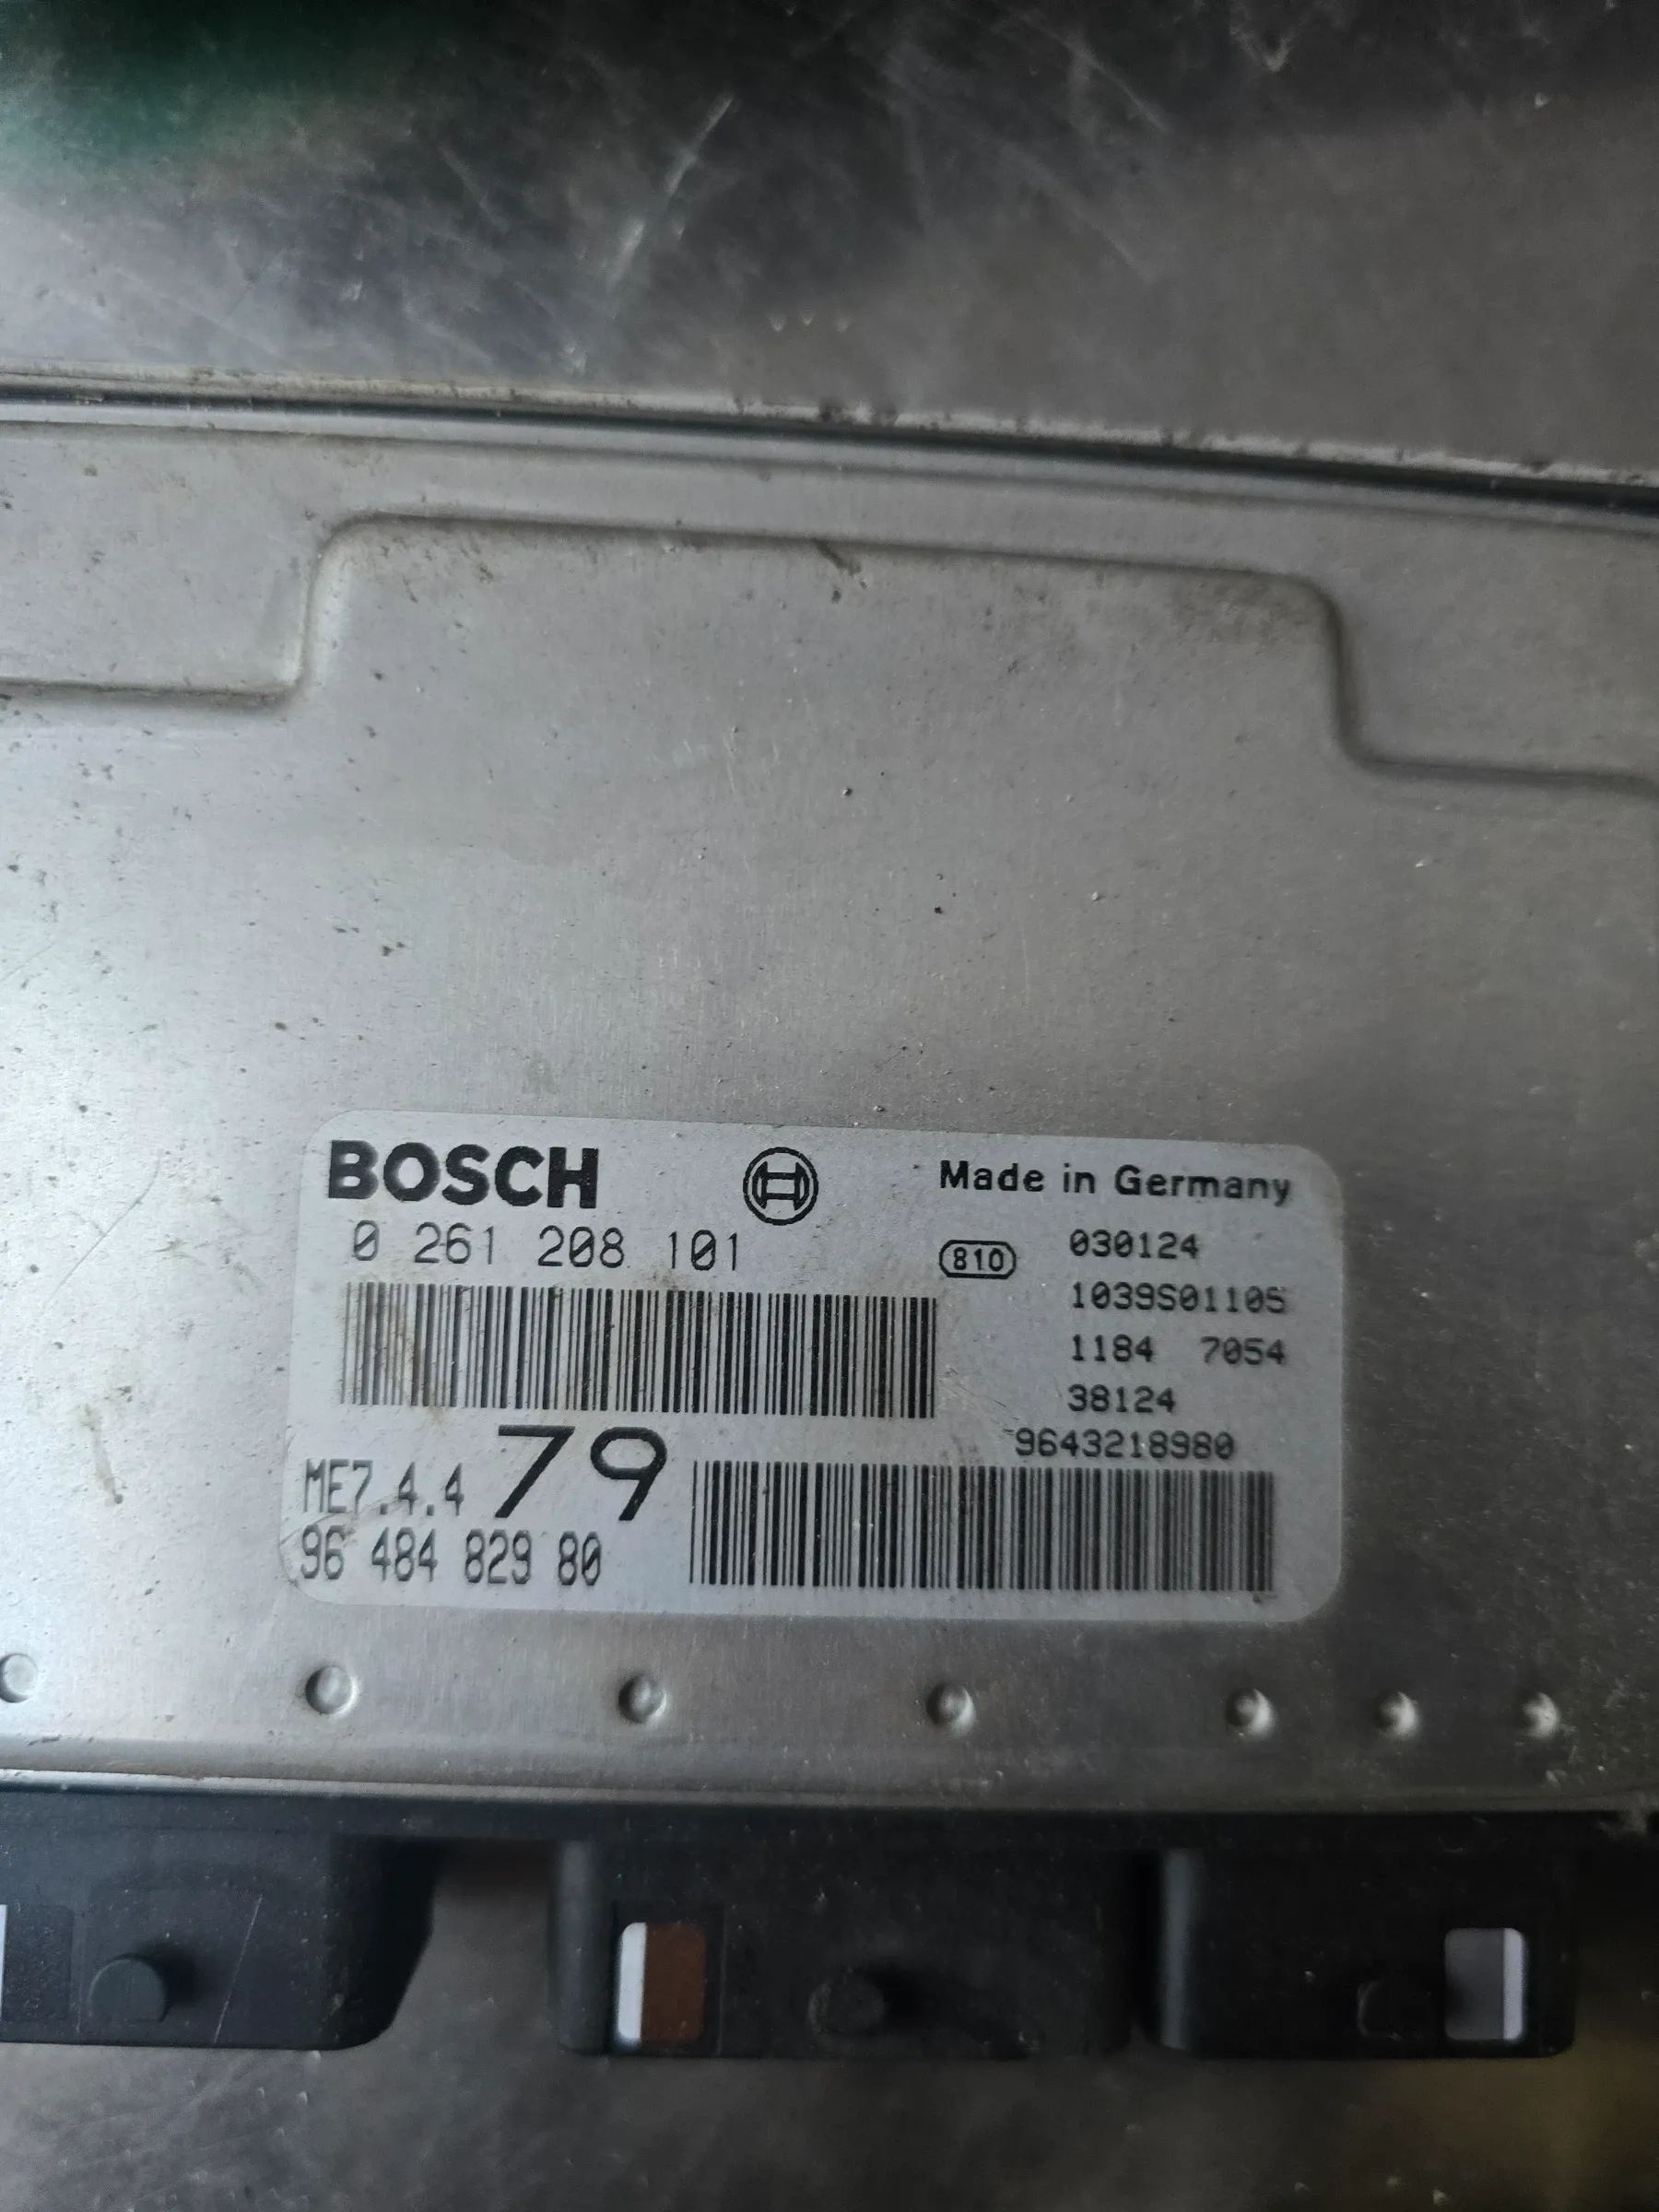 BOSCH
Made in Germany
0 261 208 101
810
030124
1039S01105
1184 7054
38124
9643218980
ME7.4.4
79
96 484 829 80